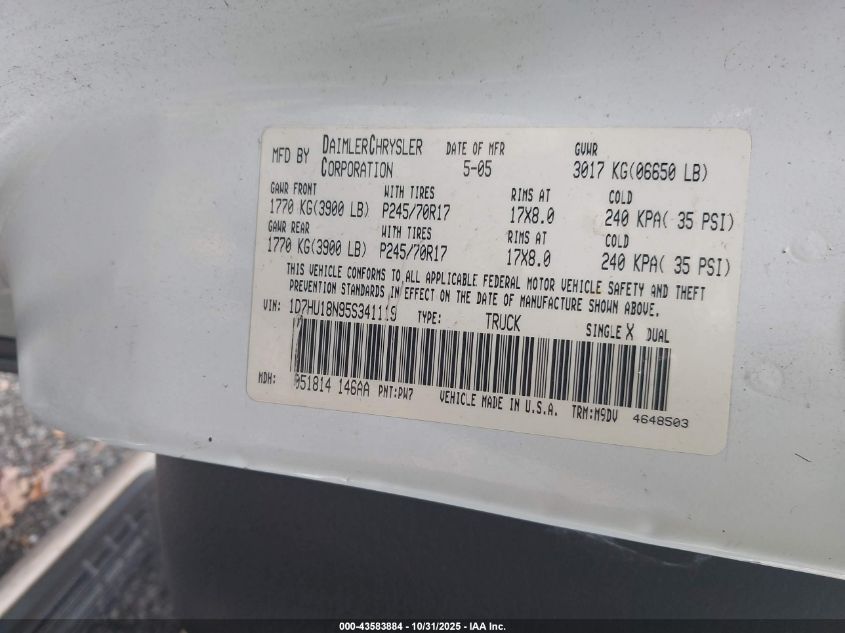 MFD BY DAIMLERCHRYSLER CORPORATION DATE OF MFR 5-05 GVWR 3017 KG(06650 LB)
GAWR FRONT WITH TIRES RIMS AT COLD
1770 KG(3900 LB) P245/70R17 17X8.0 240 KPA( 35 PSI)
GAWR REAR WITH TIRES RIMS AT COLD
1770 KG(3900 LB) P245/70R17 17X8.0 240 KPA( 35 PSI)
THIS VEHICLE CONFORMS TO ALL APPLICABLE FEDERAL MOTOR VEHICLE SAFETY AND THEFT
PREVENTION STANDARDS IN EFFECT ON THE DATE OF MANUFACTURE SHOWN ABOVE.
VIN: 1D7HU18N95S341119 TYPE: TRUCK SINGLE X DUAL
MDH: 051814 146AA PNT:PW7 VEHICLE MADE IN U.S.A. TRM:M9DV 4648503
000-43583884 - 10/31/2025 - IAA Inc.